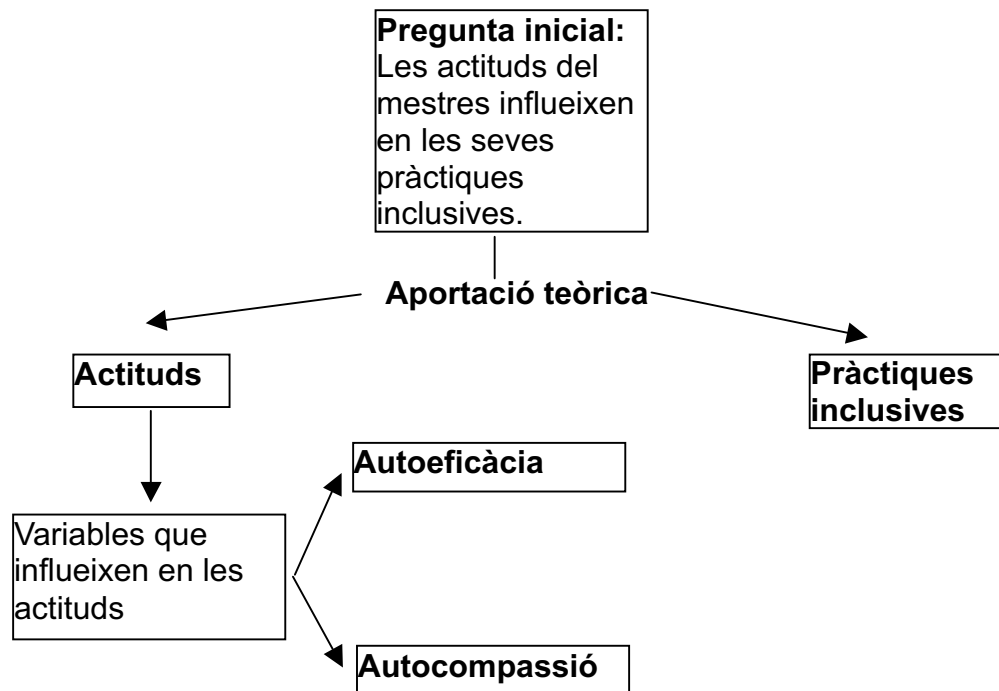 Pregunta inicial:
Les actituds del
mestres influeixen
en les seves
pràctiques
inclusives.
Aportació teòrica
Actituds
Pràctiques
inclusives
Autoeficàcia
Variables que
influeixen en les
actituds
Autocompassió